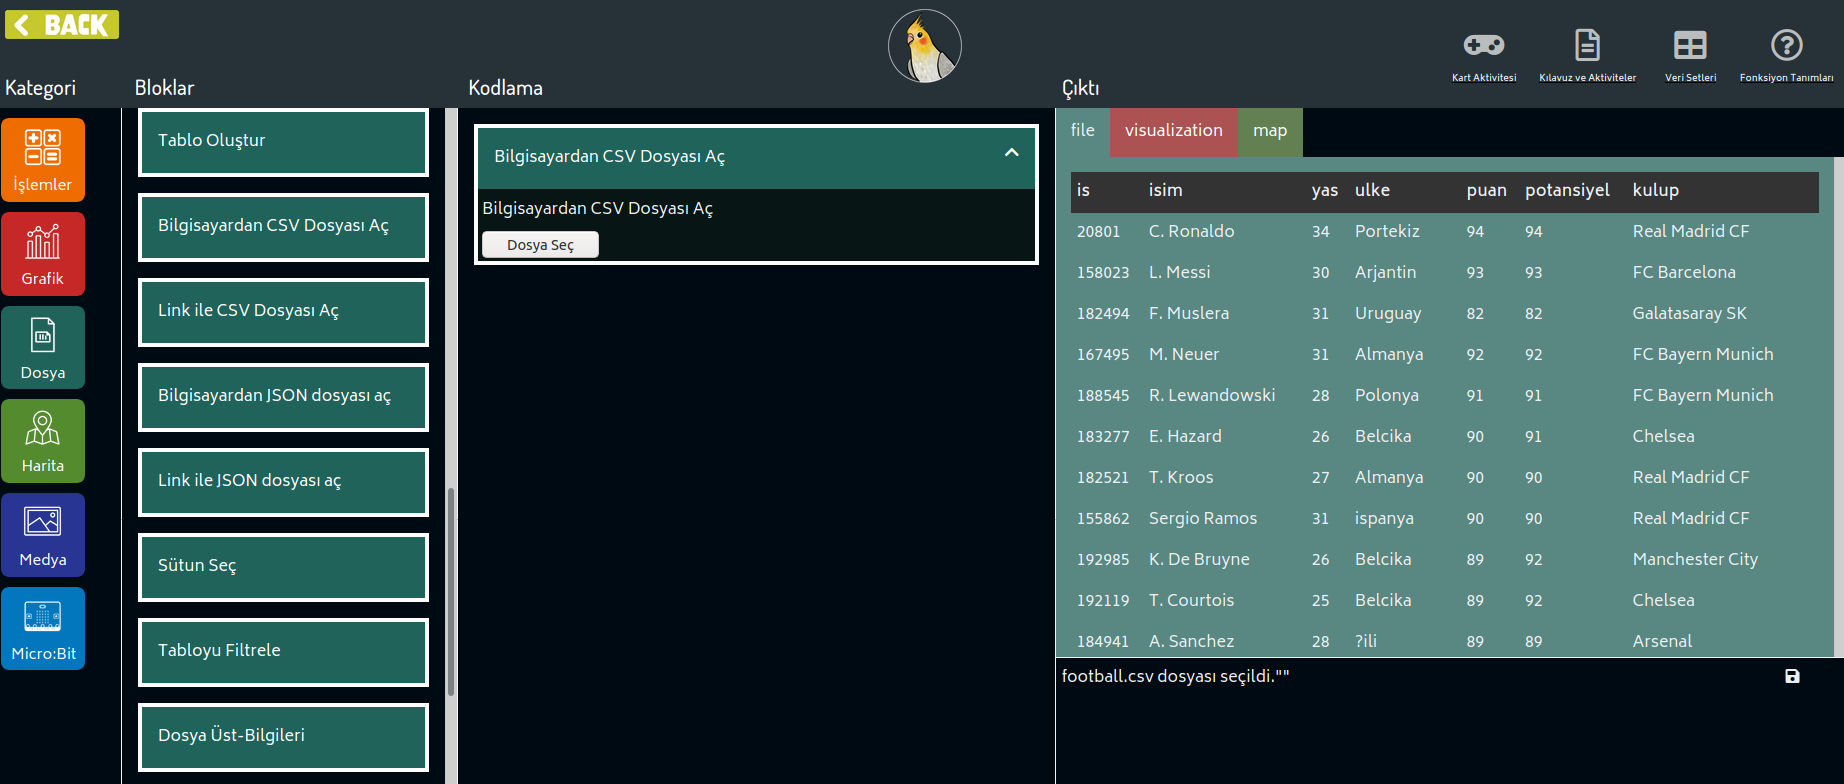 BACK
Kart Aktivitesi
Kılavuz ve Aktiviteler
Veri Setleri
Fonksiyon Tanımları
Kategori
Bloklar
Kodlama
Çıktı
İşlemler
Grafik
Dosya
Harita
Medya
Micro:Bit
Tablo Oluştur
Bilgisayardan CSV Dosyası Aç
Link ile CSV Dosyası Aç
Bilgisayardan JSON dosyası aç
Link ile JSON dosyası aç
Sütun Seç
Tabloyu Filtrele
Dosya Üst-Bilgileri
Bilgisayardan CSV Dosyası Aç
Bilgisayardan CSV Dosyası Aç
Dosya Seç
file visualization map
is isim yas ulke puan potansiyel kulup
20801 C. Ronaldo 34 Portekiz 94 94 Real Madrid CF
158023 L. Messi 30 Arjantin 93 93 FC Barcelona
182494 F. Muslera 31 Uruguay 82 82 Galatasaray SK
167495 M. Neuer 31 Almanya 92 92 FC Bayern Munich
188545 R. Lewandowski 28 Polonya 91 91 FC Bayern Munich
183277 E. Hazard 26 Belcika 90 91 Chelsea
182521 T. Kroos 27 Almanya 90 90 Real Madrid CF
155862 Sergio Ramos 31 ispanya 90 90 Real Madrid CF
192985 K. De Bruyne 26 Belcika 89 92 Manchester City
192119 T. Courtois 25 Belcika 89 92 Chelsea
184941 A. Sanchez 28 ?ili 89 89 Arsenal
football.csv dosyası seçildi.""